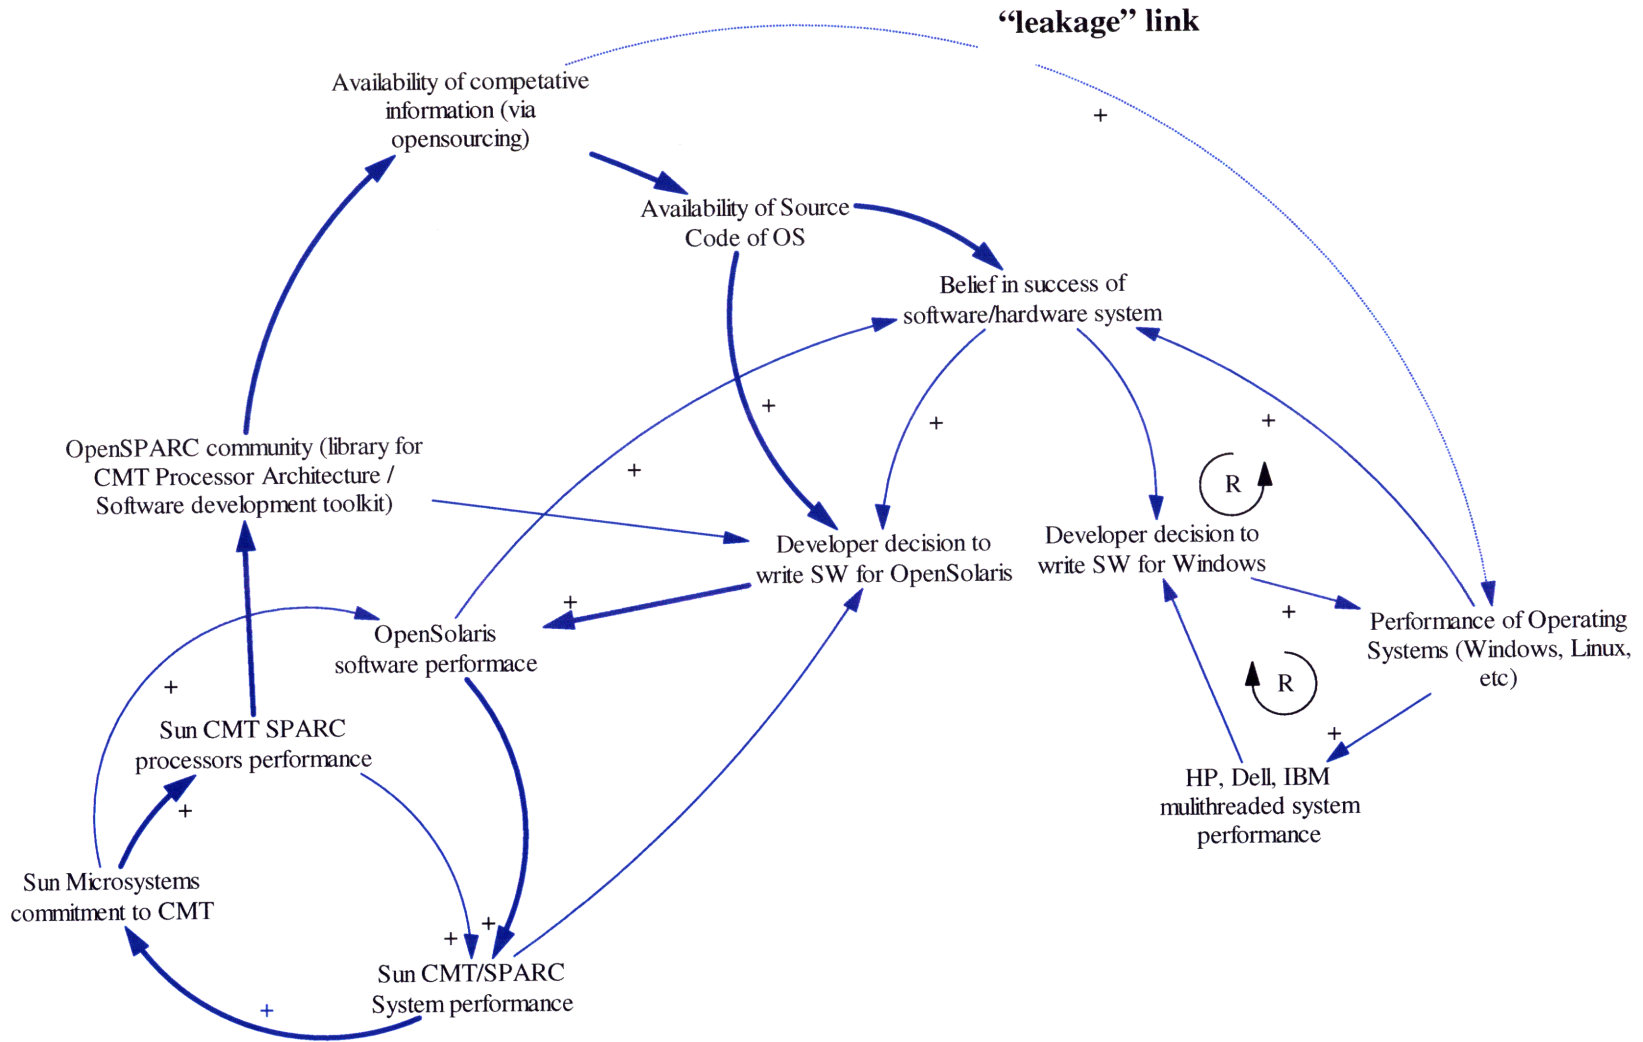 “leakage” link
Availability of competative
information (via
opensourcing)
+
Availability of Source
Code of OS
Belief in success of
software/hardware system
+
+
+
+
OpenSPARC community (library for
CMT Processor Architecture /
Software development toolkit)
R
Developer decision to
write SW for OpenSolaris
Developer decision to
write SW for Windows
+
+
OpenSolaris
software performace
Performance of Operating
Systems (Windows, Linux,
etc)
R
+
+
Sun CMT SPARC
processors performance
HP, Dell, IBM
mulithreaded system
performance
+
Sun Microsystems
commitment to CMT
+
+
Sun CMT/SPARC
System performance
+